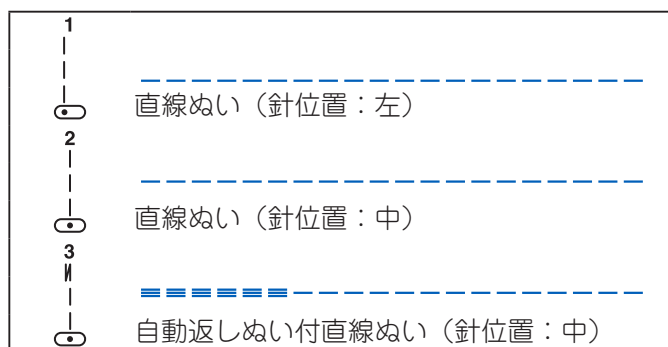 1
直線ぬい（針位置：左）
2
直線ぬい（針位置：中）
3
自動返しぬい付直線ぬい（針位置：中）